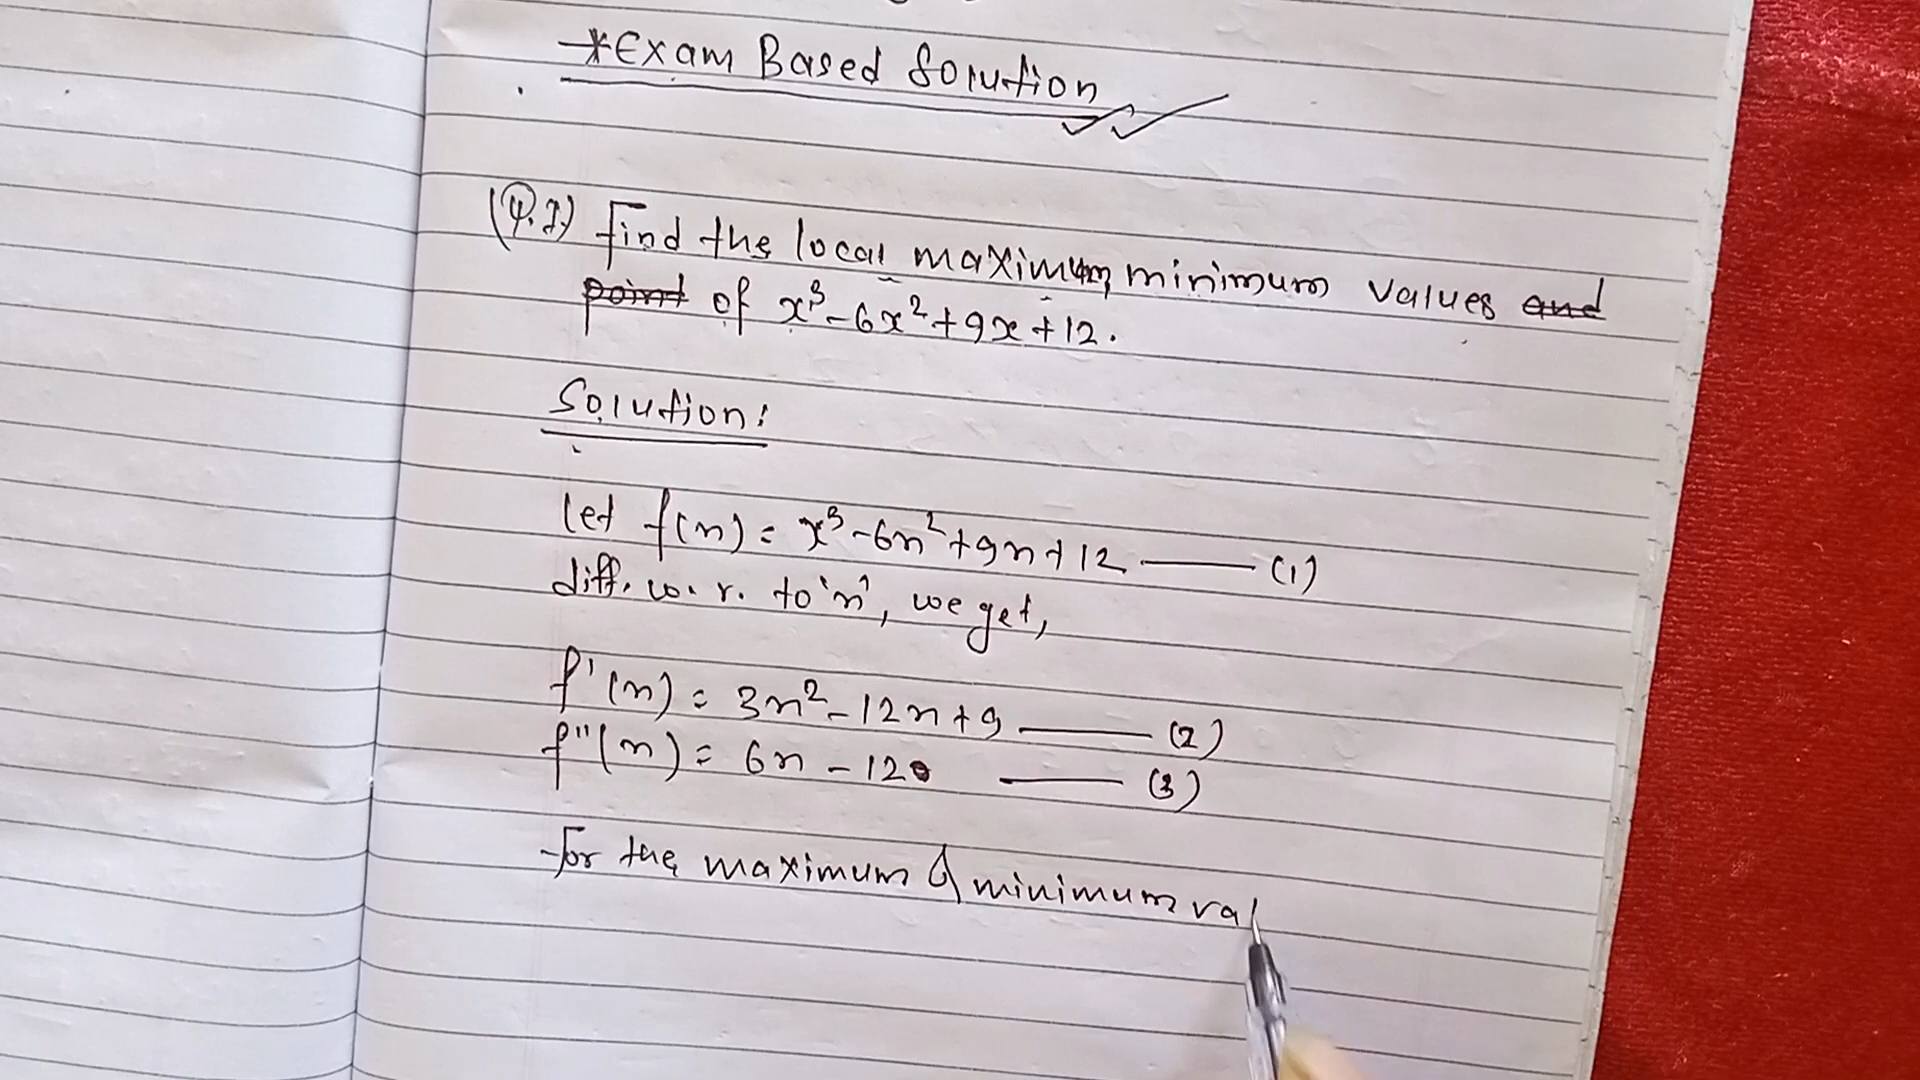 *Exam Based Solution
(Q.1) Find the local maximum, minimum values and
point of x³-6x²+9x+12.
Solution:
let f(x) = x³-6x²+9x+12 —— (1)
diff. w.r. to 'x', we get,
f'(x) = 3x²-12x+9 —— (2)
f''(x) = 6x-12 —— (3)
for the maximum & minimum val